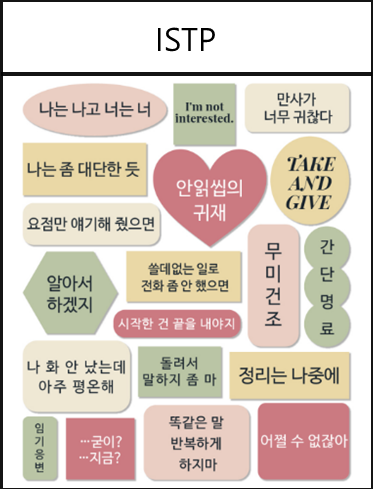 ISTP
나는 나고 너는 너
I'm not
interested.
만사가
너무 귀찮다
나는 좀 대단한 듯
안읽씹의
귀재
TAKE
AND
GIVE
요점만 얘기해 줬으면
알아서
하겠지
쓸데없는 일로
전화 좀 안 했으면
무
미
건
조
간
단
명
료
시작한 건 끝을 내야지
나 화 안 났는데
아주 평온해
돌려서
말하지 좀 마
정리는 나중에
임
기
응
변
…굳이?
…지금?
똑같은 말
반복하게
하지마
어쩔 수 없잖아